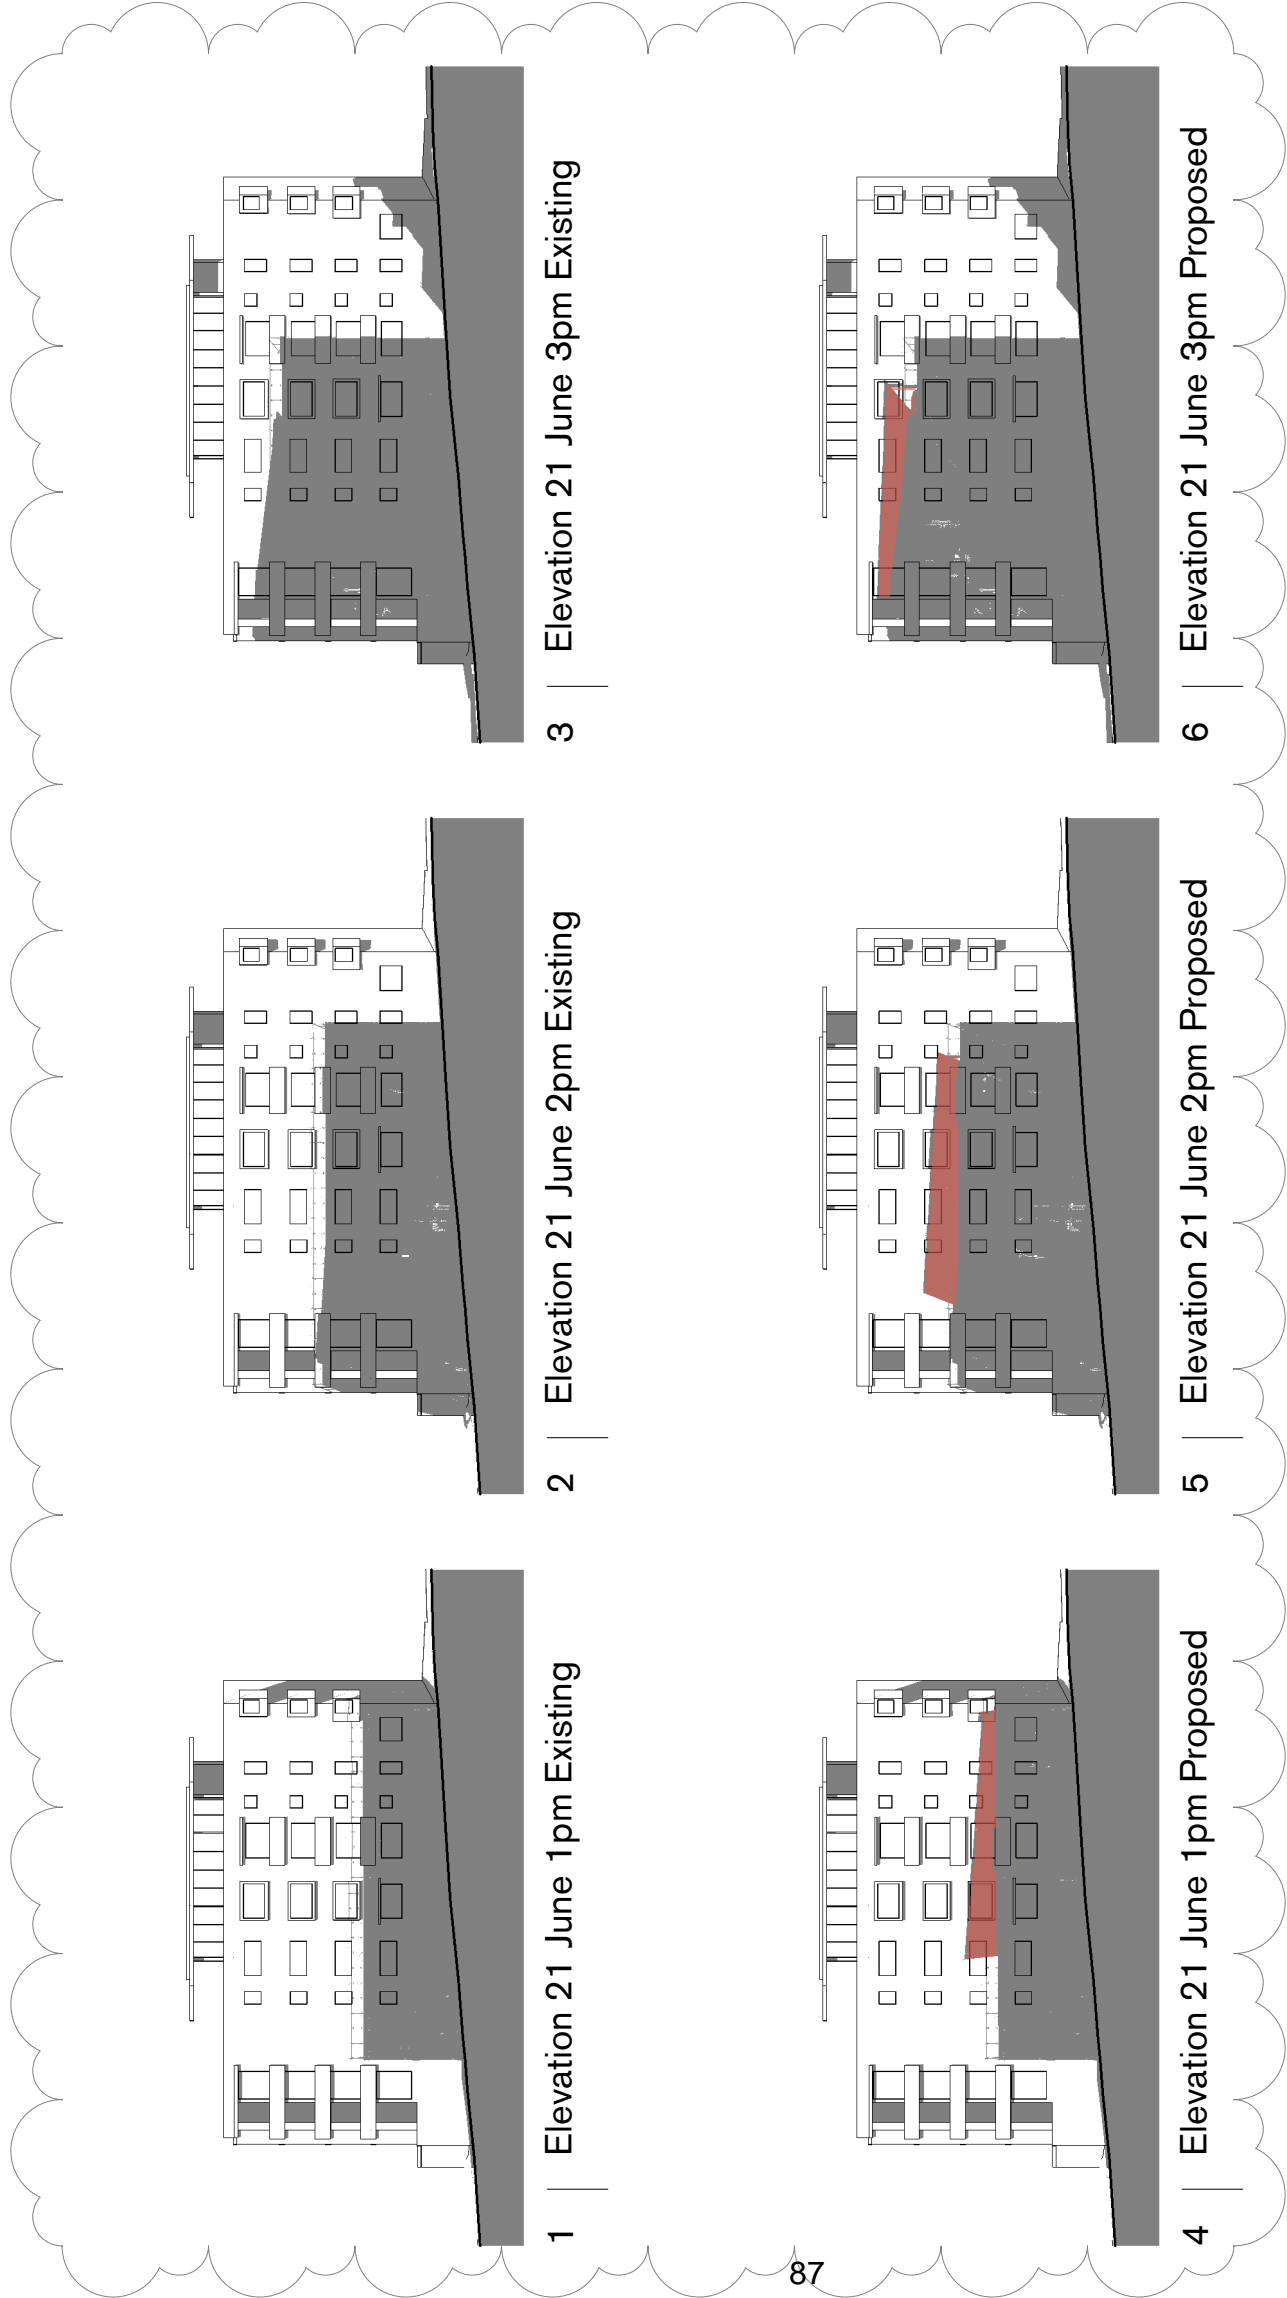 1 Elevation 21 June 1pm Existing
2 Elevation 21 June 2pm Existing
3 Elevation 21 June 3pm Existing
4 Elevation 21 June 1pm Proposed
5 Elevation 21 June 2pm Proposed
6 Elevation 21 June 3pm Proposed
87